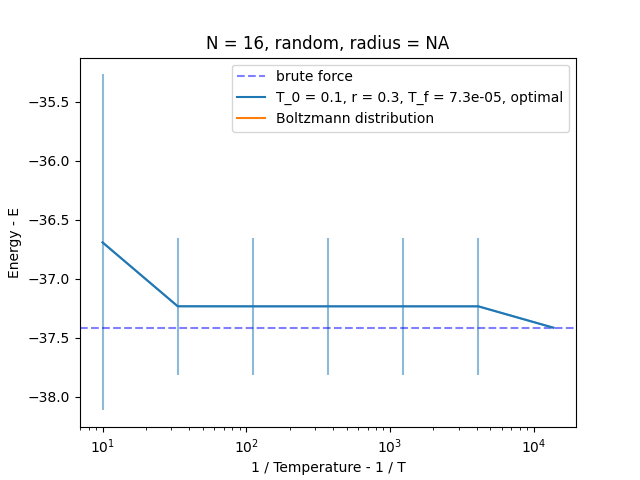 N = 16, random, radius = NA
brute force
T_0 = 0.1, r = 0.3, T_f = 7.3e-05, optimal
Boltzmann distribution
Energy - E
−35.5
−36.0
−36.5
−37.0
−37.5
−38.0
10¹
10²
10³
10⁴
1 / Temperature - 1 / T